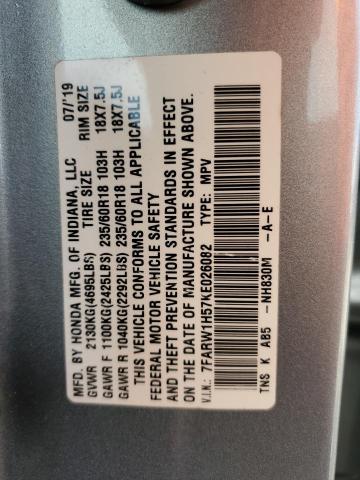 MFD. BY HONDA MFG. OF INDIANA, LLC 07/'19
GVWR 2130KG(4695LBS) TIRE SIZE RIM SIZE
GAWR F 1100KG(2425LBS) 235/60R18 103H 18X7.5J
GAWR R 1040KG(2292LBS) 235/60R18 103H 18X7.5J
THIS VEHICLE CONFORMS TO ALL APPLICABLE
FEDERAL MOTOR VEHICLE SAFETY
AND THEFT PREVENTION STANDARDS IN EFFECT
ON THE DATE OF MANUFACTURE SHOWN ABOVE.
V.I.N.: 7FARW1H57KE026082 TYPE: MPV
TNS K AB5 -NH830M -A-E